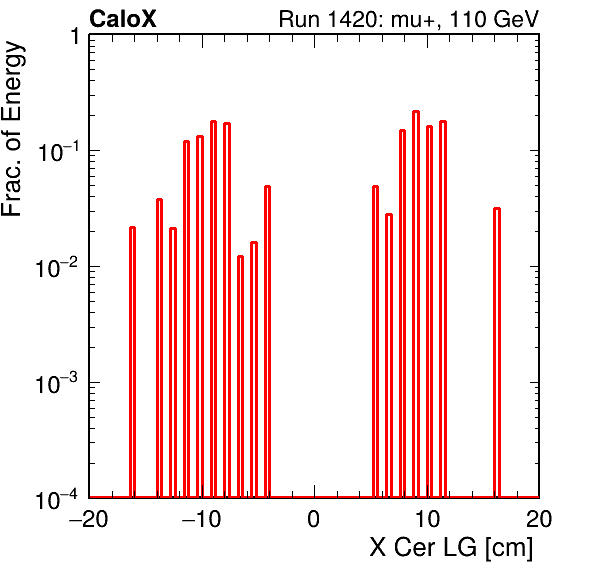 CaloX Run 1420: mu+, 110 GeV
Frac. of Energy
1
10⁻¹
10⁻²
10⁻³
10⁻⁴
−20 −10 0 10 20
X Cer LG [cm]